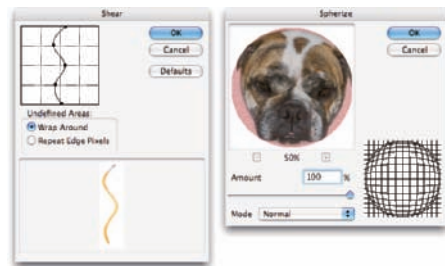 Shear
OK
Cancel
Defaults
Undefined Areas:
Wrap Around
Repeat Edge Pixels
Spherize
OK
Cancel
50%
Amount 100 %
Mode Normal